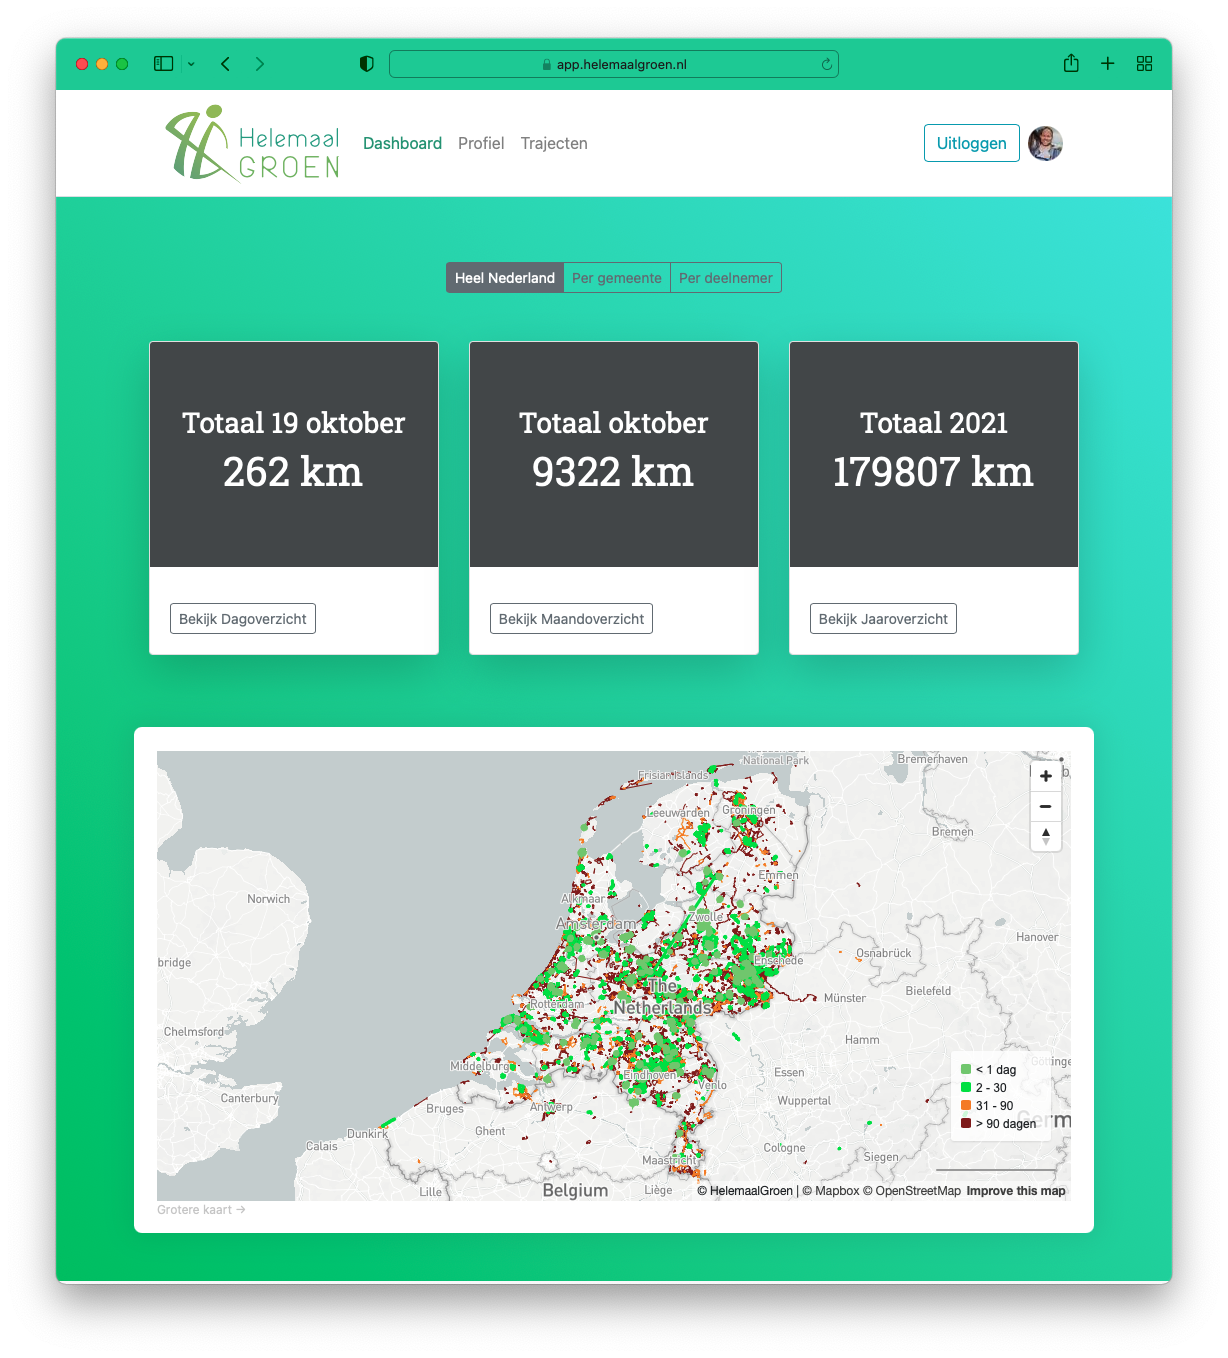 app.helemaalgroen.nl
Helemaal
GROEN
Dashboard Profiel Trajecten
Uitloggen
Heel Nederland Per gemeente Per deelnemer
Totaal 19 oktober
262 km
Bekijk Dagoverzicht
Totaal oktober
9322 km
Bekijk Maandoverzicht
Totaal 2021
179807 km
Bekijk Jaaroverzicht
National Park
Bremerhaven
Frisian Islands
Leeuwarden
Groningen
Bremen
Emmen
Norwich
Alkmaar
Amsterdam
Zwolle
Hanover
bridge
Enschede
Osnabrück
The
Netherlands
Bielefeld
Münster
Rotterdam
Chelmsford
Hamm
Middelburg
Eindhoven
Venlo
Essen
Göttinge
Canterbury
Bruges
Antwerp
Wuppertal
Germ
Dunkirk
Ghent
Calais
Cologne
Siegen
Maastricht
Lille
Belgium
Liège
< 1 dag
2 - 30
31 - 90
> 90 dagen
© HelemaalGroen | © Mapbox © OpenStreetMap Improve this map
Grotere kaart →